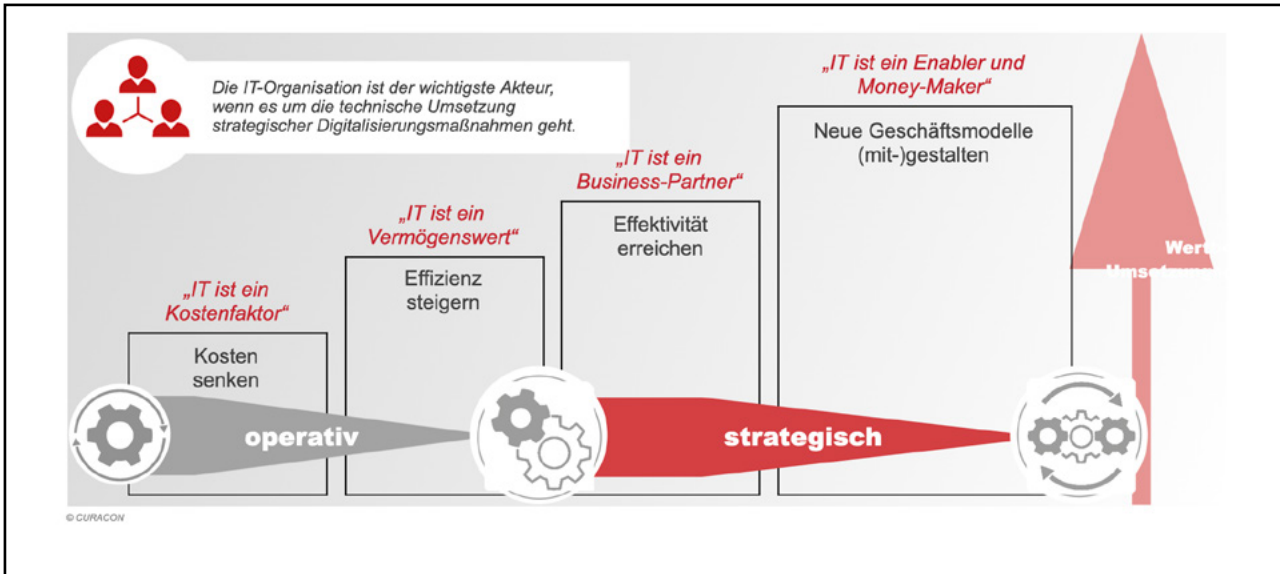 Die IT-Organisation ist der wichtigste Akteur,
wenn es um die technische Umsetzung
strategischer Digitalisierungsmaßnahmen geht.
„IT ist ein
Kostenfaktor“
Kosten
senken
„IT ist ein
Vermögenswert“
Effizienz
steigern
„IT ist ein
Business-Partner“
Effektivität
erreichen
„IT ist ein Enabler und
Money-Maker“
Neue Geschäftsmodelle
(mit-)gestalten
operativ
strategisch
Wert
Umsetzung
© CURACON